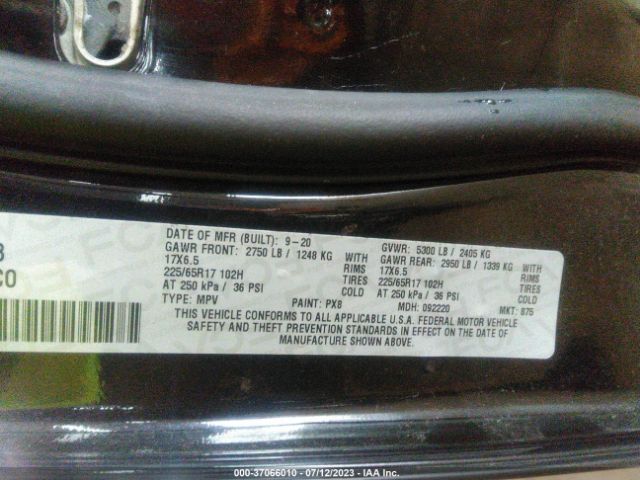 DATE OF MFR (BUILT): 9-20 GVWR: 5300 LB / 2405 KG
GAWR FRONT: 2750 LB / 1248 KG WITH GAWR REAR: 2950 LB / 1339 KG WITH
17X6.5 RIMS 17X6.5 RIMS
225/65R17 102H TIRES 225/65R17 102H TIRES
AT 250 kPa / 36 PSI COLD AT 250 kPa / 36 PSI COLD
TYPE: MPV PAINT: PX8 MDH: 092220 MKT: 875
THIS VEHICLE CONFORMS TO ALL APPLICABLE U.S.A. FEDERAL MOTOR VEHICLE
SAFETY AND THEFT PREVENTION STANDARDS IN EFFECT ON THE DATE OF
MANUFACTURE SHOWN ABOVE.
CO
000-37066010 - 07/12/2023 - IAA Inc.